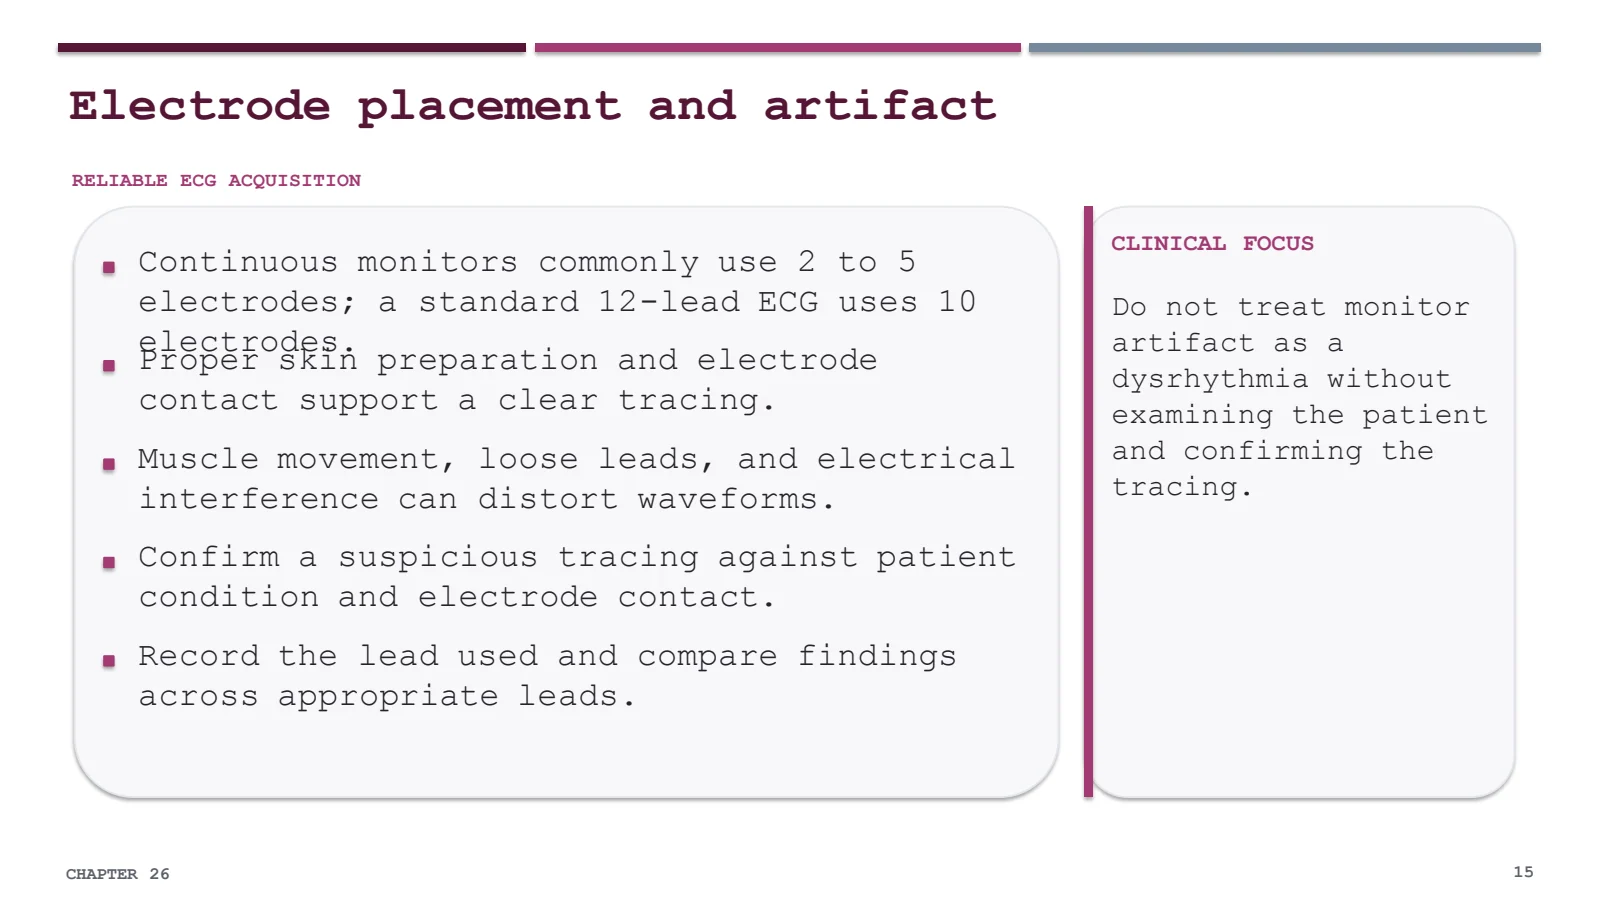 Electrode placement and artifact
RELIABLE ECG ACQUISITION
Continuous monitors commonly use 2 to 5
electrodes; a standard 12-lead ECG uses 10
electrodes.
Proper skin preparation and electrode
contact support a clear tracing.
Muscle movement, loose leads, and electrical
interference can distort waveforms.
Confirm a suspicious tracing against patient
condition and electrode contact.
Record the lead used and compare findings
across appropriate leads.
CLINICAL FOCUS
Do not treat monitor
artifact as a
dysrhythmia without
examining the patient
and confirming the
tracing.
CHAPTER 26
15